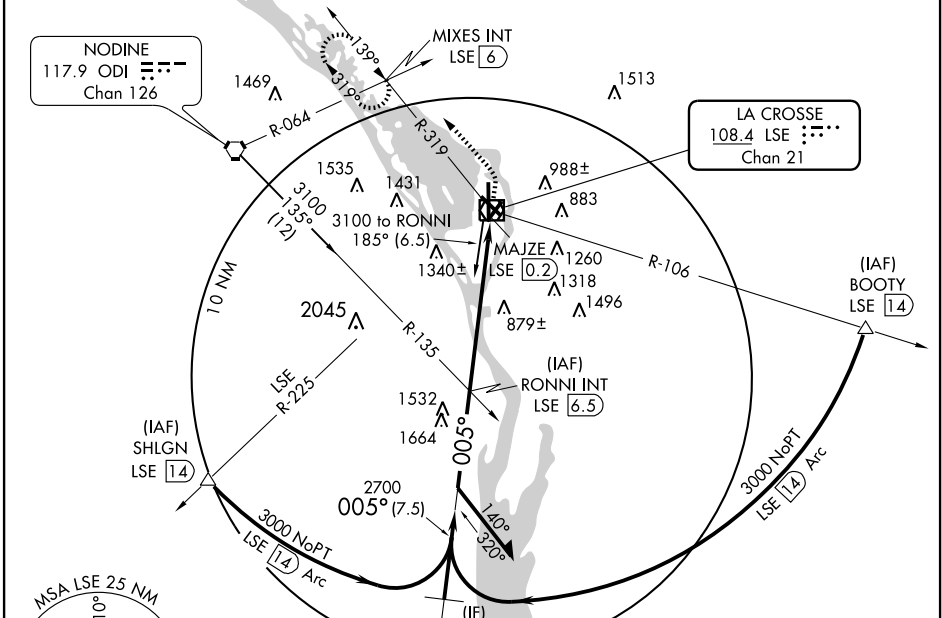 NODINE
117.9 ODI
Chan 126
MIXES INT
LSE 6
139°
319°
1469
R-064
R-319
1513
LA CROSSE
108.4 LSE
Chan 21
1535
1431
988±
883
3100
135°
(12)
3100 to RONNI
185° (6.5)
1340±
MAJZE
LSE 0.2
1260
1318
1496
879±
R-106
(IAF)
BOOTY
LSE 14
10 NM
2045
R-135
LSE
R-225
(IAF)
RONNI INT
LSE 6.5
1532
1664
005°
(IAF)
SHLGN
LSE 14
2700
005° (7.5)
140°
320°
3000 NoPT
LSE 14 Arc
3000 NoPT
LSE 14 Arc
MSA LSE 25 NM
10°
(IF)